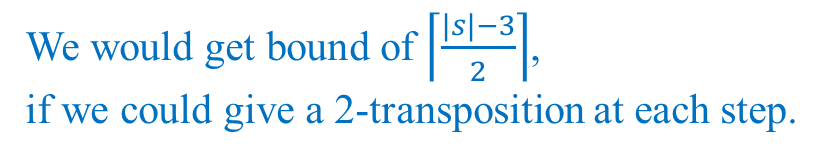 We would get bound of ⌈(|s|−3)/2⌉,
if we could give a 2-transposition at each step.